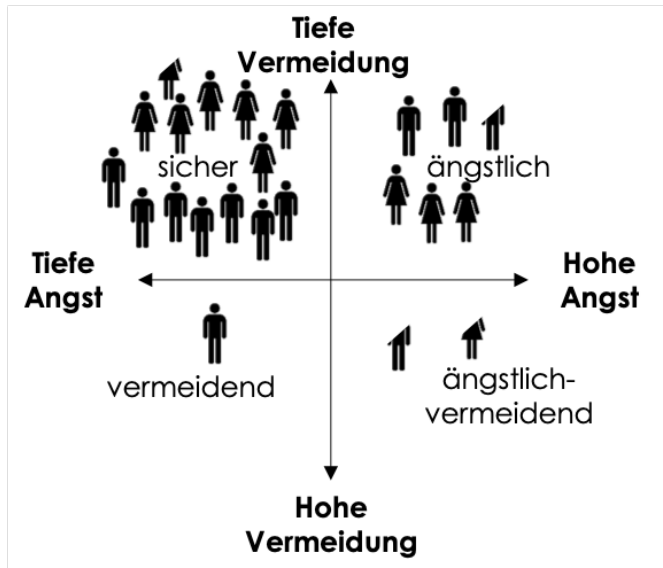 Tiefe
Vermeidung
sicher
ängstlich
Tiefe
Angst
Hohe
Angst
vermeidend
ängstlich-
vermeidend
Hohe
Vermeidung